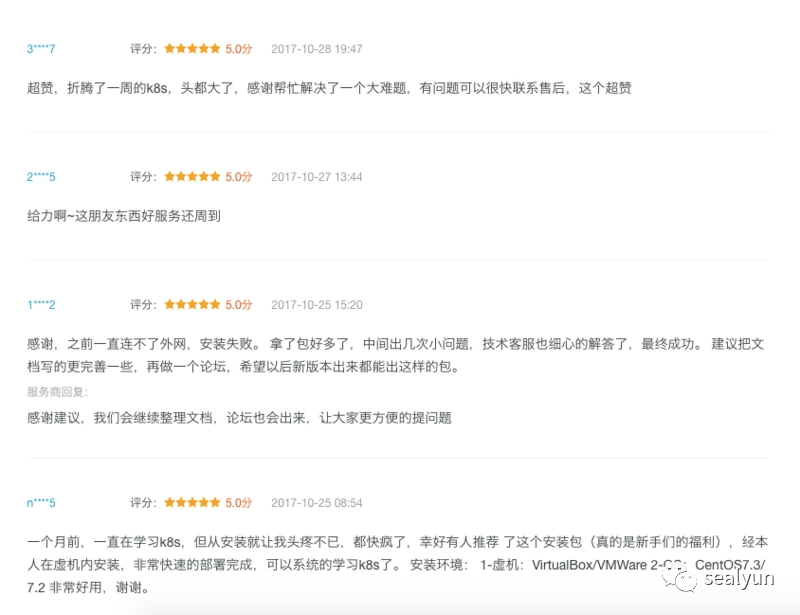 3****7 评分: ★★★★★ 5.0分 2017-10-28 19:47
超赞，折腾了一周的k8s，头都大了，感谢帮忙解决了一个大难题，有问题可以很快联系售后，这个超赞
2****5 评分: ★★★★★ 5.0分 2017-10-27 13:44
给力啊~这朋友东西好服务还周到
1****2 评分: ★★★★★ 5.0分 2017-10-25 15:20
感谢，之前一直连不了外网，安装失败。 拿了包好多了，中间出几次小问题，技术客服也细心的解答了，最终成功。 建议把文
档写的更完善一些，再做一个论坛，希望以后新版本出来都能出这样的包。
服务商回复:
感谢建议，我们会继续整理文档，论坛也会出来，让大家更方便的提问题
n****5 评分: ★★★★★ 5.0分 2017-10-25 08:54
一个月前，一直在学习k8s，但从安装就让我头疼不已，都快疯了，幸好有人推荐 了这个安装包（真的是新手们的福利），经本
人在虚机内安装，非常快速的部署完成，可以系统的学习k8s了。 安装环境： 1-虚机：VirtualBox/VMWare 2-OS：CentOS7.3/
7.2 非常好用，谢谢。
sealyun